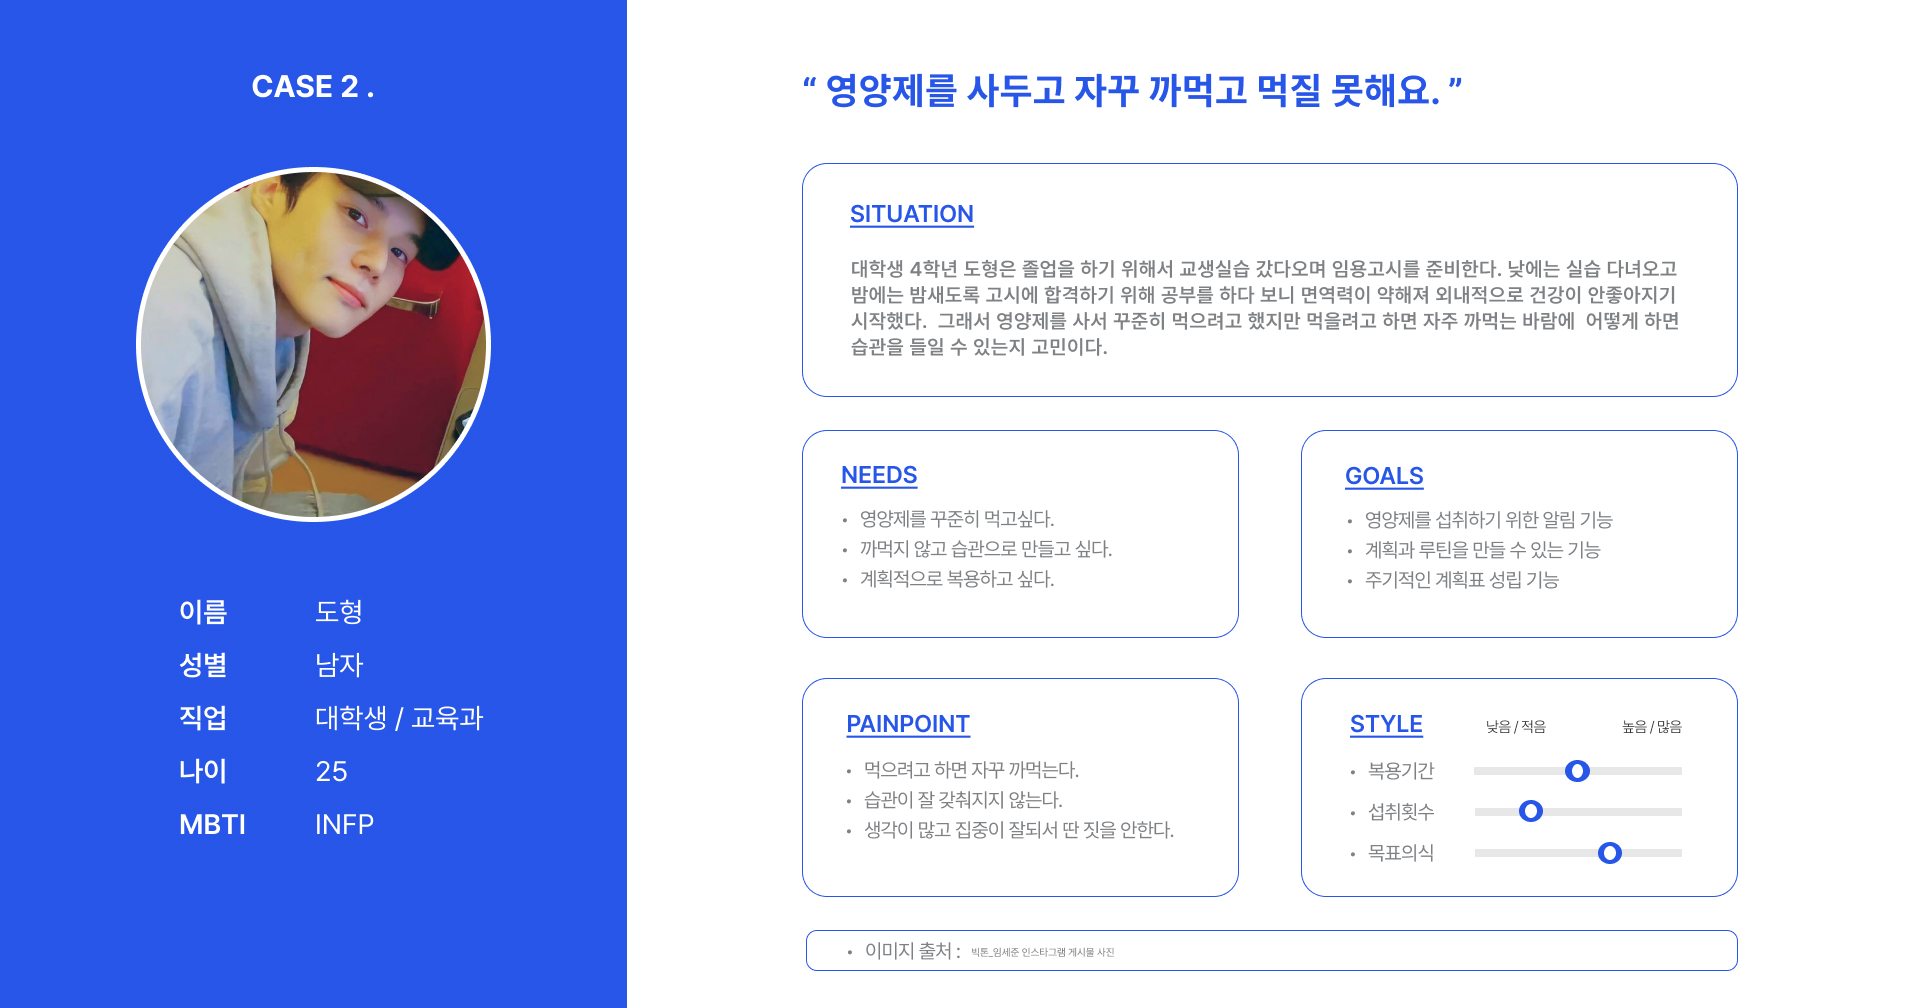 CASE 2 .
이름 도형
성별 남자
직업 대학생 / 교육과
나이 25
MBTI INFP
“ 영양제를 사두고 자꾸 까먹고 먹질 못해요. ”
SITUATION
대학생 4학년 도형은 졸업을 하기 위해서 교생실습 갔다오며 임용고시를 준비한다. 낮에는 실습 다녀오고
밤에는 밤새도록 고시에 합격하기 위해 공부를 하다 보니 면역력이 약해져 외내적으로 건강이 안좋아지기
시작했다. 그래서 영양제를 사서 꾸준히 먹으려고 했지만 먹을려고 하면 자주 까먹는 바람에 어떻게 하면
습관을 들일 수 있는지 고민이다.
NEEDS
• 영양제를 꾸준히 먹고싶다.
• 까먹지 않고 습관으로 만들고 싶다.
• 계획적으로 복용하고 싶다.
GOALS
• 영양제를 섭취하기 위한 알림 기능
• 계획과 루틴을 만들 수 있는 기능
• 주기적인 계획표 성립 기능
PAINPOINT
• 먹으려고 하면 자꾸 까먹는다.
• 습관이 잘 갖춰지지 않는다.
• 생각이 많고 집중이 잘되서 딴 짓을 안한다.
STYLE 낮음 / 적음 높음 / 많음
• 복용기간
• 섭취횟수
• 목표의식
• 이미지 출처 : 빅톤_임세준 인스타그램 게시물 사진